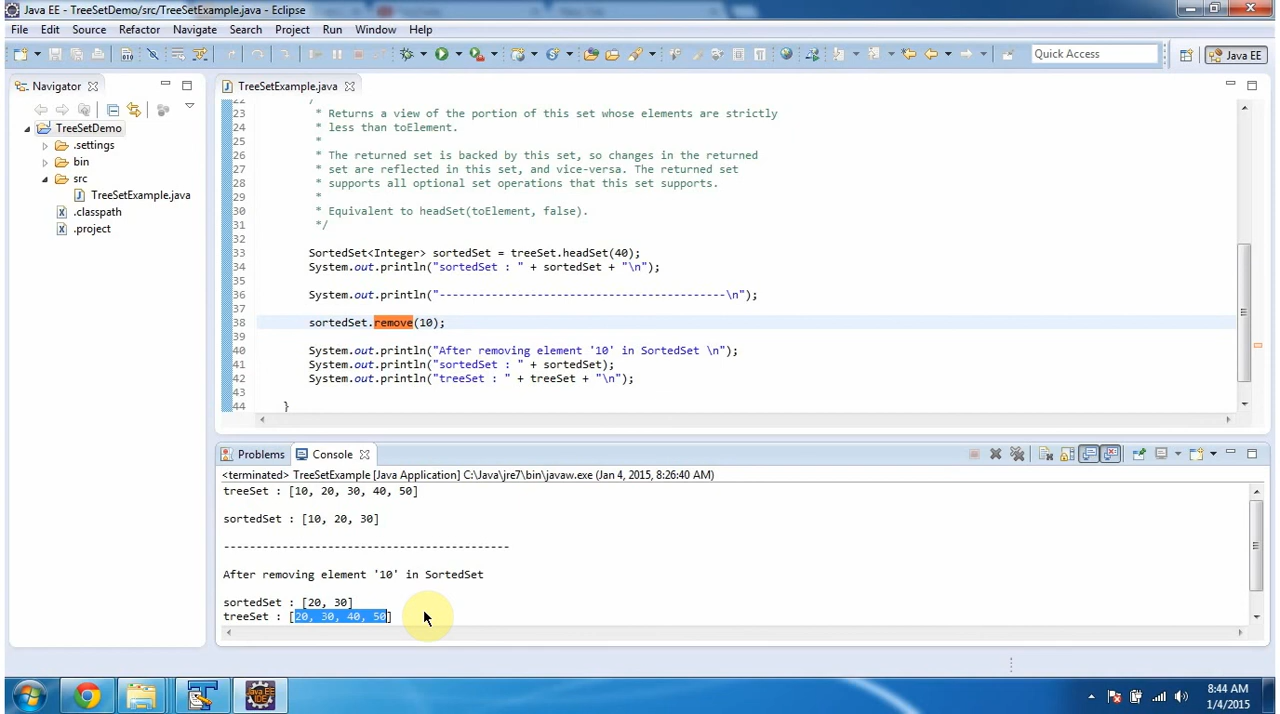 Java EE - TreeSetDemo/src/TreeSetExample.java - Eclipse
File Edit Source Refactor Navigate Search Project Run Window Help
Quick Access
Java EE
Navigator
TreeSetDemo
.settings
bin
src
TreeSetExample.java
.classpath
.project
TreeSetExample.java
22 /
23 * Returns a view of the portion of this set whose elements are strictly
24 * less than toElement.
25 *
26 * The returned set is backed by this set, so changes in the returned
27 * set are reflected in this set, and vice-versa. The returned set
28 * supports all optional set operations that this set supports.
29 *
30 * Equivalent to headSet(toElement, false).
31 */
32
33 SortedSet<Integer> sortedSet = treeSet.headSet(40);
34 System.out.println("sortedSet : " + sortedSet + "\n");
35
36 System.out.println("--------------------------------------------\n");
37
38 sortedSet.remove(10);
39
40 System.out.println("After removing element '10' in SortedSet \n");
41 System.out.println("sortedSet : " + sortedSet);
42 System.out.println("treeSet : " + treeSet + "\n");
43
44 }
Problems Console
<terminated> TreeSetExample [Java Application] C:\Java\jre7\bin\javaw.exe (Jan 4, 2015, 8:26:40 AM)
treeSet : [10, 20, 30, 40, 50]
sortedSet : [10, 20, 30]
--------------------------------------------
After removing element '10' in SortedSet
sortedSet : [20, 30]
treeSet : [20, 30, 40, 50]
Java EE
IDE
8:44 AM
1/4/2015